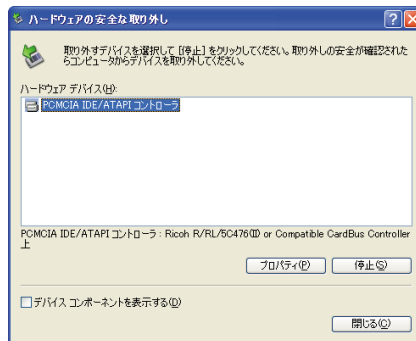 ハードウェアの安全な取り外し
取り外すデバイスを選択して [停止] をクリックしてください。取り外しの安全が確認された
らコンピュータからデバイスを取り外してください。
ハードウェア デバイス(H):
PCMCIA IDE/ATAPI コントローラ
PCMCIA IDE/ATAPI コントローラ : Ricoh R/RL/5C476(II) or Compatible CardBus Controller
上
プロパティ(P) 停止(S)
デバイス コンポーネントを表示する(D)
閉じる(C)